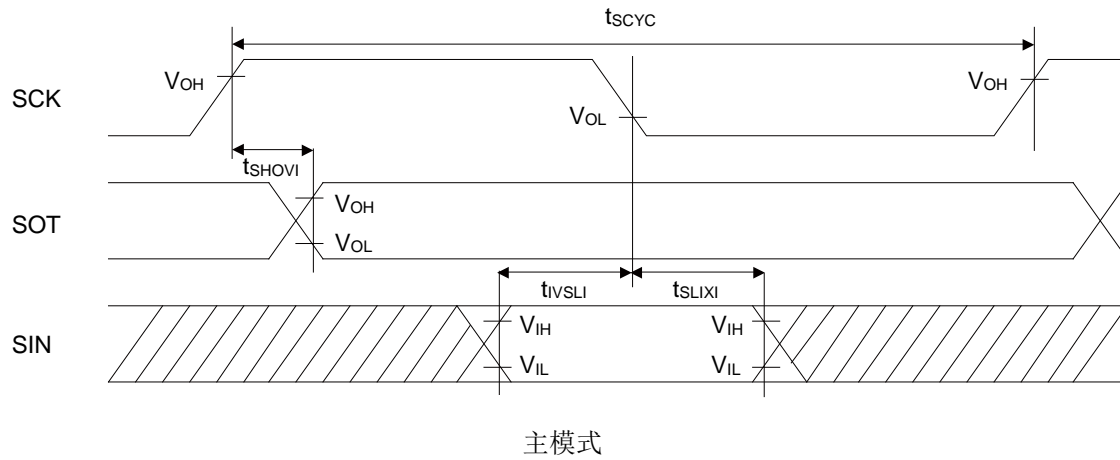 tSCYC
SCK
VOH
VOL
VOH
tSHOVI
SOT
VOH
VOL
tIVSLI
tSLIXI
SIN
VIH
VIH
VIL
VIL
主模式